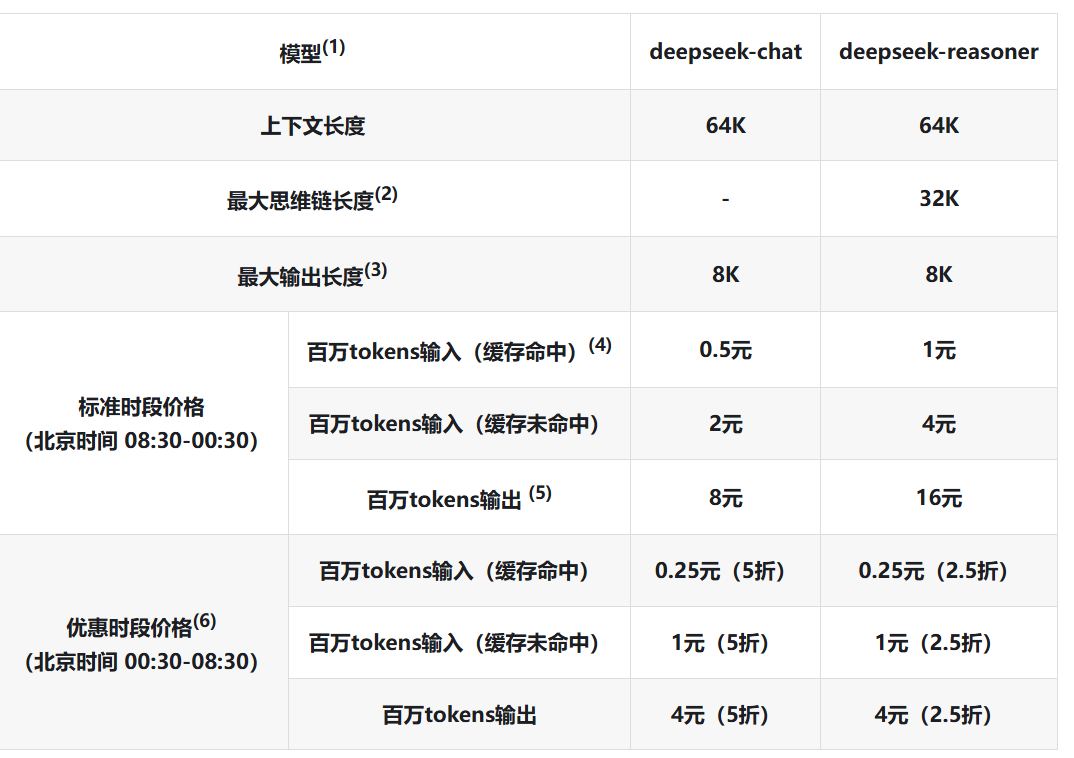 模型(1) deepseek-chat deepseek-reasoner
上下文长度 64K 64K
最大思维链长度(2) - 32K
最大输出长度(3) 8K 8K
标准时段价格
（北京时间 08:30-00:30）
百万tokens输入（缓存命中）(4) 0.5元 1元
百万tokens输入（缓存未命中） 2元 4元
百万tokens输出 (5) 8元 16元
优惠时段价格(6)
（北京时间 00:30-08:30）
百万tokens输入（缓存命中） 0.25元（5折） 0.25元（2.5折）
百万tokens输入（缓存未命中） 1元（5折） 1元（2.5折）
百万tokens输出 4元（5折） 4元（2.5折）